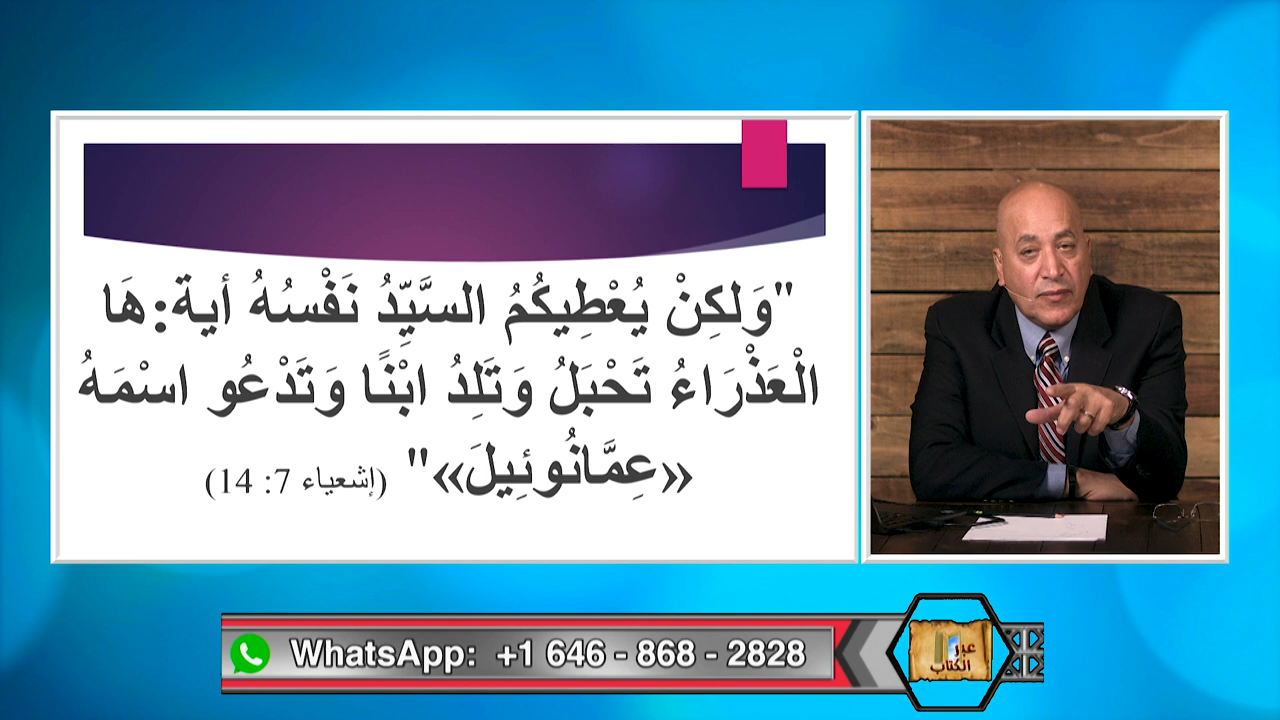 "وَلكِنْ يُعْطِيكُمُ السَّيِّدُ نَفْسُهُ أية:هَا
الْعَذْرَاءُ تَحْبَلُ وَتَلِدُ ابْنًا وَتَدْعُو اسْمَهُ
«عِمَّانُوئِيلَ»" (إشعياء 7: 14)
WhatsApp: +1 646 - 868 - 2828
عبر
الكتاب